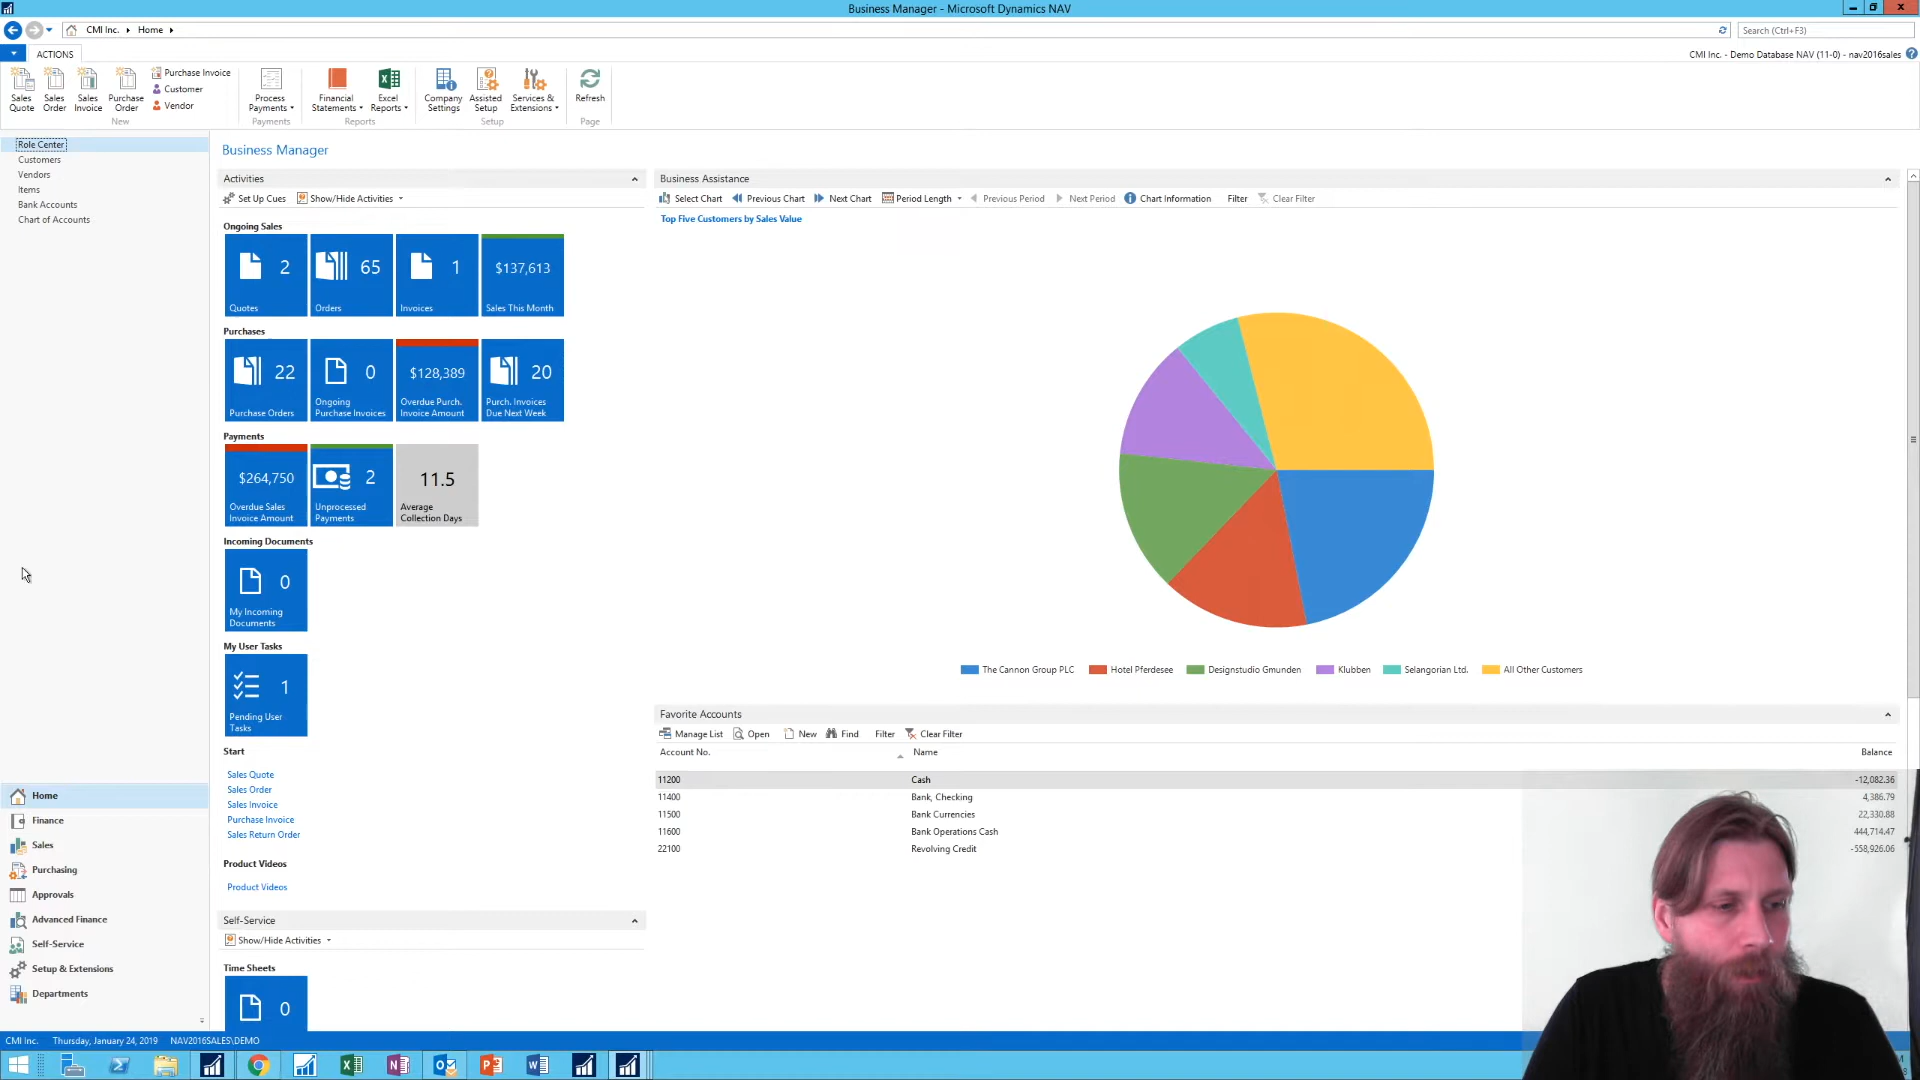 Business Manager - Microsoft Dynamics NAV
CMI Inc. Home
Search (Ctrl+F3)
ACTIONS
CMI Inc. - Demo Database NAV (11-0) - nav2016sales
Sales Quote
Sales Order
Sales Invoice
Purchase Order
Purchase Invoice
Customer
Vendor
New
Process Payments
Payments
Financial Statements
Excel Reports
Reports
Company Settings
Assisted Setup
Services & Extensions
Setup
Refresh
Page
Role Center
Customers
Vendors
Items
Bank Accounts
Chart of Accounts
Business Manager
Activities
Set Up Cues Show/Hide Activities
Ongoing Sales
2
Quotes
65
Orders
1
Invoices
$137,613
Sales This Month
Purchases
22
Purchase Orders
0
Ongoing
Purchase Invoices
$128,389
Overdue Purch.
Invoice Amount
20
Purch. Invoices
Due Next Week
Payments
$264,750
Overdue Sales
Invoice Amount
2
Unprocessed
Payments
11.5
Average
Collection Days
Incoming Documents
0
My Incoming
Documents
My User Tasks
1
Pending User
Tasks
Start
Sales Quote
Sales Order
Sales Invoice
Purchase Invoice
Sales Return Order
Product Videos
Product Videos
Self-Service
Show/Hide Activities
Time Sheets
0
Business Assistance
Select Chart Previous Chart Next Chart Period Length Previous Period Next Period Chart Information Filter Clear Filter
Top Five Customers by Sales Value
The Cannon Group PLC Hotel Pferdesee Designstudio Gmunden Klubben Selangorian Ltd. All Other Customers
Favorite Accounts
Manage List Open New Find Filter Clear Filter
Account No. Name Balance
11200 Cash -12,082.36
11400 Bank, Checking 4,386.79
11500 Bank Currencies 22,330.88
11600 Bank Operations Cash 444,714.47
22100 Revolving Credit -558,926.06
Home
Finance
Sales
Purchasing
Approvals
Advanced Finance
Self-Service
Setup & Extensions
Departments
CMI Inc. Thursday, January 24, 2019 NAV2016SALES\DEMO